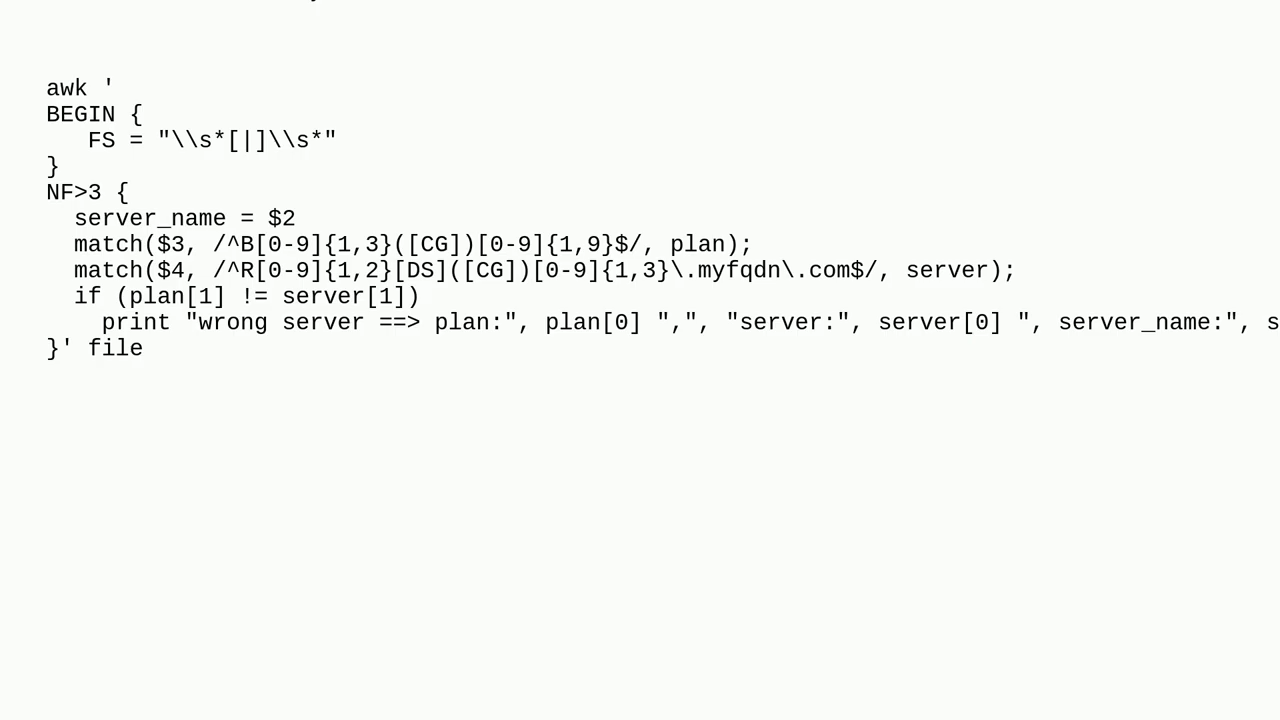 awk '
BEGIN {
   FS = "\\s*[|]\\s*"
}
NF>3 {
  server_name = $2
  match($3, /^B[0-9]{1,3}([CG])[0-9]{1,9}$/, plan);
  match($4, /^R[0-9]{1,2}[DS]([CG])[0-9]{1,3}\.myfqdn\.com$/, server);
  if (plan[1] != server[1])
    print "wrong server ==> plan:", plan[0] ",", "server:", server[0] ", server_name:", s
}' file